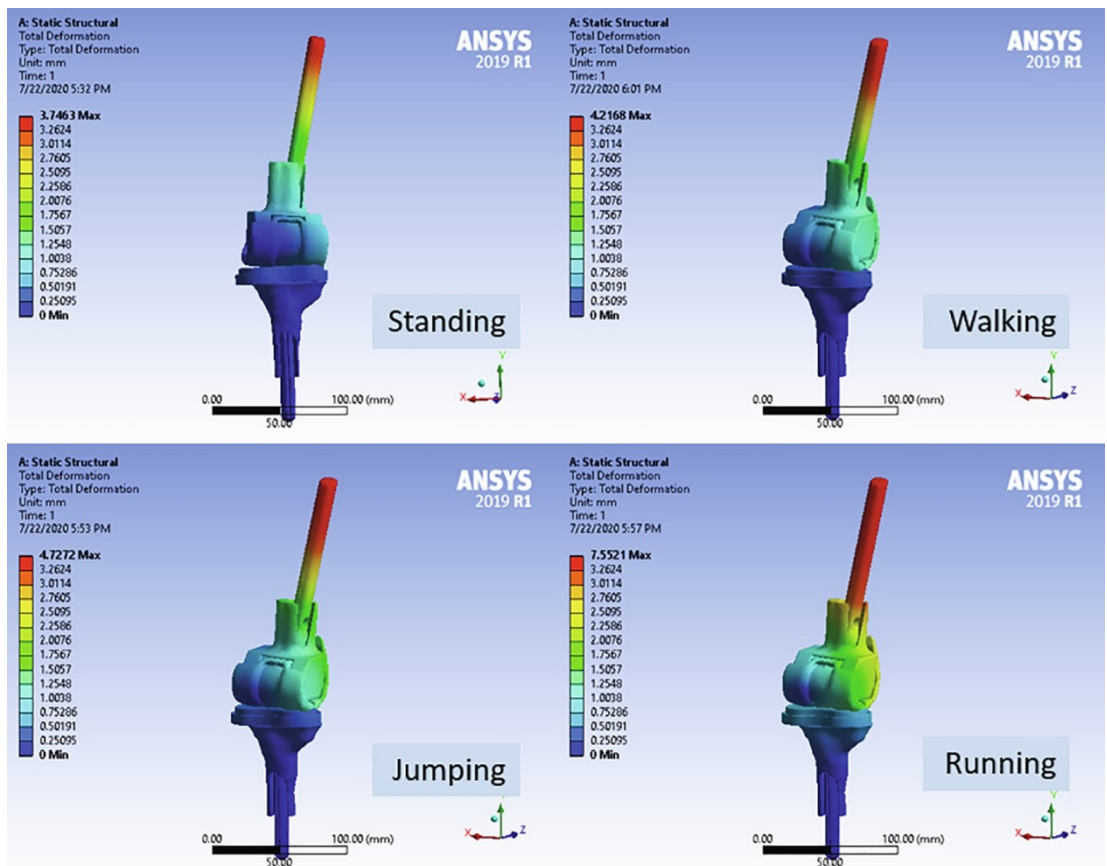 A: Static Structural
Total Deformation
Type: Total Deformation
Unit: mm
Time: 1
7/22/2020 5:32 PM
ANSYS
2019 R1
3.7463 Max
3.2624
3.0114
2.7605
2.5095
2.2586
2.0076
1.7567
1.5057
1.2548
1.0038
0.75286
0.50191
0.25095
0 Min
Standing
0.00
100.00 (mm)
50.00
X
Z
A: Static Structural
Total Deformation
Type: Total Deformation
Unit: mm
Time: 1
7/22/2020 6:01 PM
ANSYS
2019 R1
4.2168 Max
3.2624
3.0114
2.7605
2.5095
2.2586
2.0076
1.7567
1.5057
1.2548
1.0038
0.75286
0.50191
0.25095
0 Min
Walking
Y
0.00
100.00 (mm)
50.00
X
Z
A: Static Structural
Total Deformation
Type: Total Deformation
Unit: mm
Time: 1
7/22/2020 5:53 PM
ANSYS
2019 R1
4.7272 Max
3.2624
3.0114
2.7605
2.5095
2.2586
2.0076
1.7567
1.5057
1.2548
1.0038
0.75286
0.50191
0.25095
0 Min
Jumping
0.00
100.00 (mm)
50.00
X
Z
A: Static Structural
Total Deformation
Type: Total Deformation
Unit: mm
Time: 1
7/22/2020 5:57 PM
ANSYS
2019 R1
7.5521 Max
3.2624
3.0114
2.7605
2.5095
2.2586
2.0076
1.7567
1.5057
1.2548
1.0038
0.75286
0.50191
0.25095
0 Min
Running
0.00
100.00 (mm)
50.00
X
Z